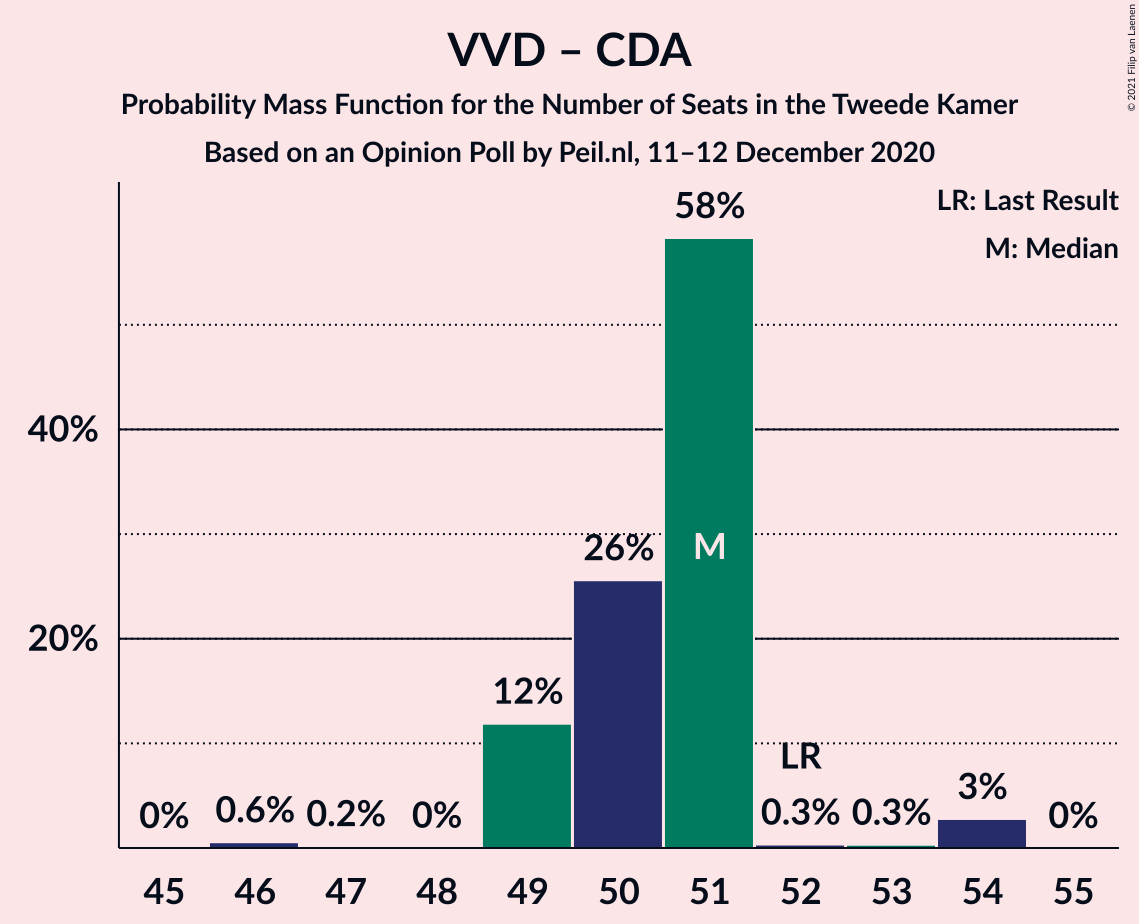 VVD – CDA
Probability Mass Function for the Number of Seats in the Tweede Kamer
Based on an Opinion Poll by Peil.nl, 11–12 December 2020
© 2021 Filip van Laenen
LR: Last Result
M: Median
58%
40%
26%
M
20%
12%
LR
0% 0.6% 0.2% 0% 0.3% 0.3% 3% 0%
45 46 47 48 49 50 51 52 53 54 55